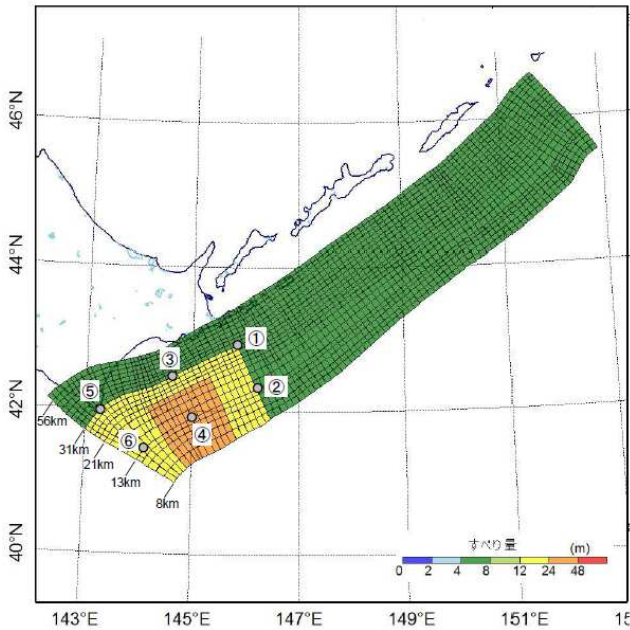 46°N
44°N
42°N
40°N
①
③
②
⑤
④
⑥
56km
31km
21km
13km
8km
すべり量 (m)
0 2 4 8 12 24 48
143°E 145°E 147°E 149°E 151°E 15